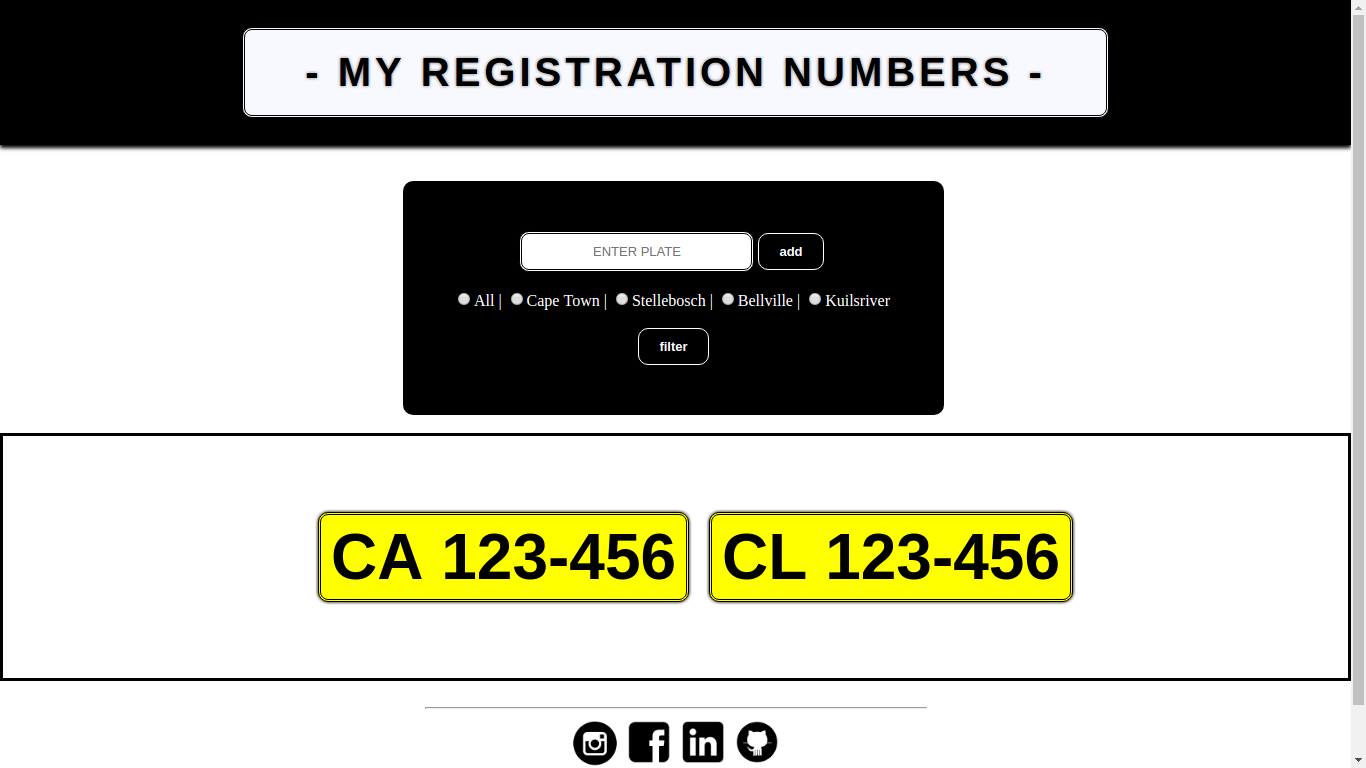 - MY REGISTRATION NUMBERS -
ENTER PLATE add
All | Cape Town | Stellebosch | Bellville | Kuilsriver
filter
CA 123-456 CL 123-456